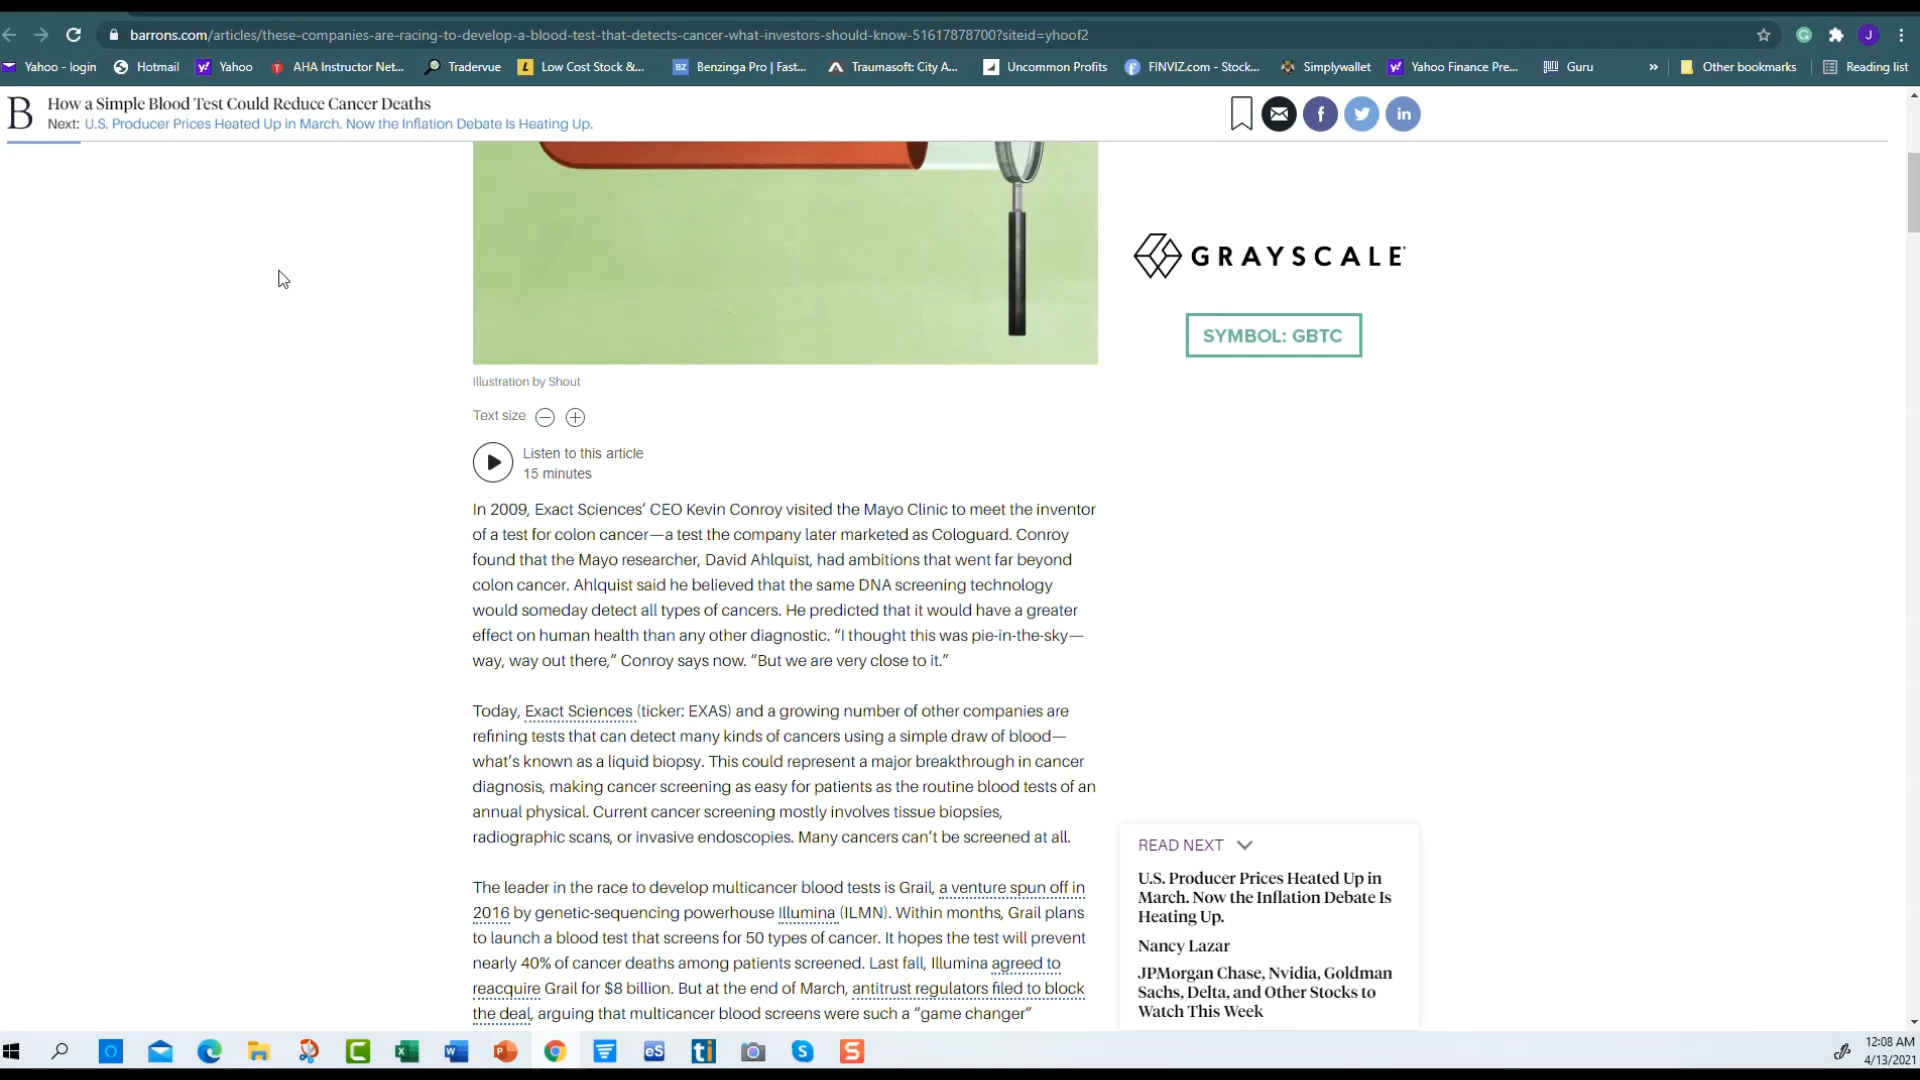 barrons.com/articles/these-companies-are-racing-to-develop-a-blood-test-that-detects-cancer-what-investors-should-know-51617878700?siteid=yhoof2
J
Yahoo - login
Hotmail
Yahoo
AHA Instructor Net...
Tradervue
Low Cost Stock &...
Benzinga Pro | Fast...
Traumasoft: City A...
Uncommon Profits
FINVIZ.com - Stock...
Simplywallet
Yahoo Finance Pre...
Guru
»
Other bookmarks
Reading list
B
How a Simple Blood Test Could Reduce Cancer Deaths
Next: U.S. Producer Prices Heated Up in March. Now the Inflation Debate Is Heating Up.
GRAYSCALE
SYMBOL: GBTC
Illustration by Shout
Text size
Listen to this article
15 minutes
In 2009, Exact Sciences’ CEO Kevin Conroy visited the Mayo Clinic to meet the inventor
of a test for colon cancer—a test the company later marketed as Cologuard. Conroy
found that the Mayo researcher, David Ahlquist, had ambitions that went far beyond
colon cancer. Ahlquist said he believed that the same DNA screening technology
would someday detect all types of cancers. He predicted that it would have a greater
effect on human health than any other diagnostic. “I thought this was pie-in-the-sky—
way, way out there,” Conroy says now. “But we are very close to it.”
Today, Exact Sciences (ticker: EXAS) and a growing number of other companies are
refining tests that can detect many kinds of cancers using a simple draw of blood—
what’s known as a liquid biopsy. This could represent a major breakthrough in cancer
diagnosis, making cancer screening as easy for patients as the routine blood tests of an
annual physical. Current cancer screening mostly involves tissue biopsies,
radiographic scans, or invasive endoscopies. Many cancers can’t be screened at all.
The leader in the race to develop multicancer blood tests is Grail, a venture spun off in
2016 by genetic-sequencing powerhouse Illumina (ILMN). Within months, Grail plans
to launch a blood test that screens for 50 types of cancer. It hopes the test will prevent
nearly 40% of cancer deaths among patients screened. Last fall, Illumina agreed to
reacquire Grail for $8 billion. But at the end of March, antitrust regulators filed to block
the deal, arguing that multicancer blood screens were such a “game changer”
READ NEXT
U.S. Producer Prices Heated Up in
March. Now the Inflation Debate Is
Heating Up.
Nancy Lazar
JPMorgan Chase, Nvidia, Goldman
Sachs, Delta, and Other Stocks to
Watch This Week
12:08 AM
4/13/2021